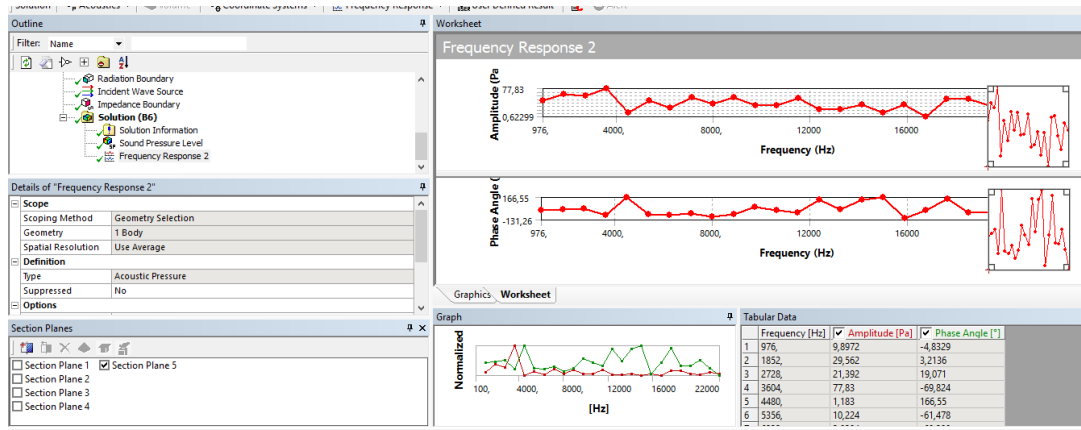 Solution Acoustics Volume Coordinate Systems Frequency Response User Defined Result Alert
Outline
Filter: Name
Radiation Boundary
Incident Wave Source
Impedance Boundary
Solution (B6)
Solution Information
Sound Pressure Level
Frequency Response 2
Details of "Frequency Response 2"
Scope
Scoping Method Geometry Selection
Geometry 1 Body
Spatial Resolution Use Average
Definition
Type Acoustic Pressure
Suppressed No
Options
Section Planes
Section Plane 1 Section Plane 5
Section Plane 2
Section Plane 3
Section Plane 4
Worksheet
Frequency Response 2
Amplitude (Pa
77,83
0,62299
976, 4000, 8000, 12000 16000
Frequency (Hz)
Phase Angle (
166,55
-131,26
976, 4000, 8000, 12000 16000
Frequency (Hz)
Graphics Worksheet
Graph
Normalized
100, 4000, 8000, 12000 16000 22000
[Hz]
Tabular Data
Frequency [Hz] Amplitude [Pa] Phase Angle [°]
1 976, 9,8972 -4,8329
2 1852, 29,562 3,2136
3 2728, 21,392 19,071
4 3604, 77,83 -69,824
5 4480, 1,183 166,55
6 5356, 10,224 -61,478